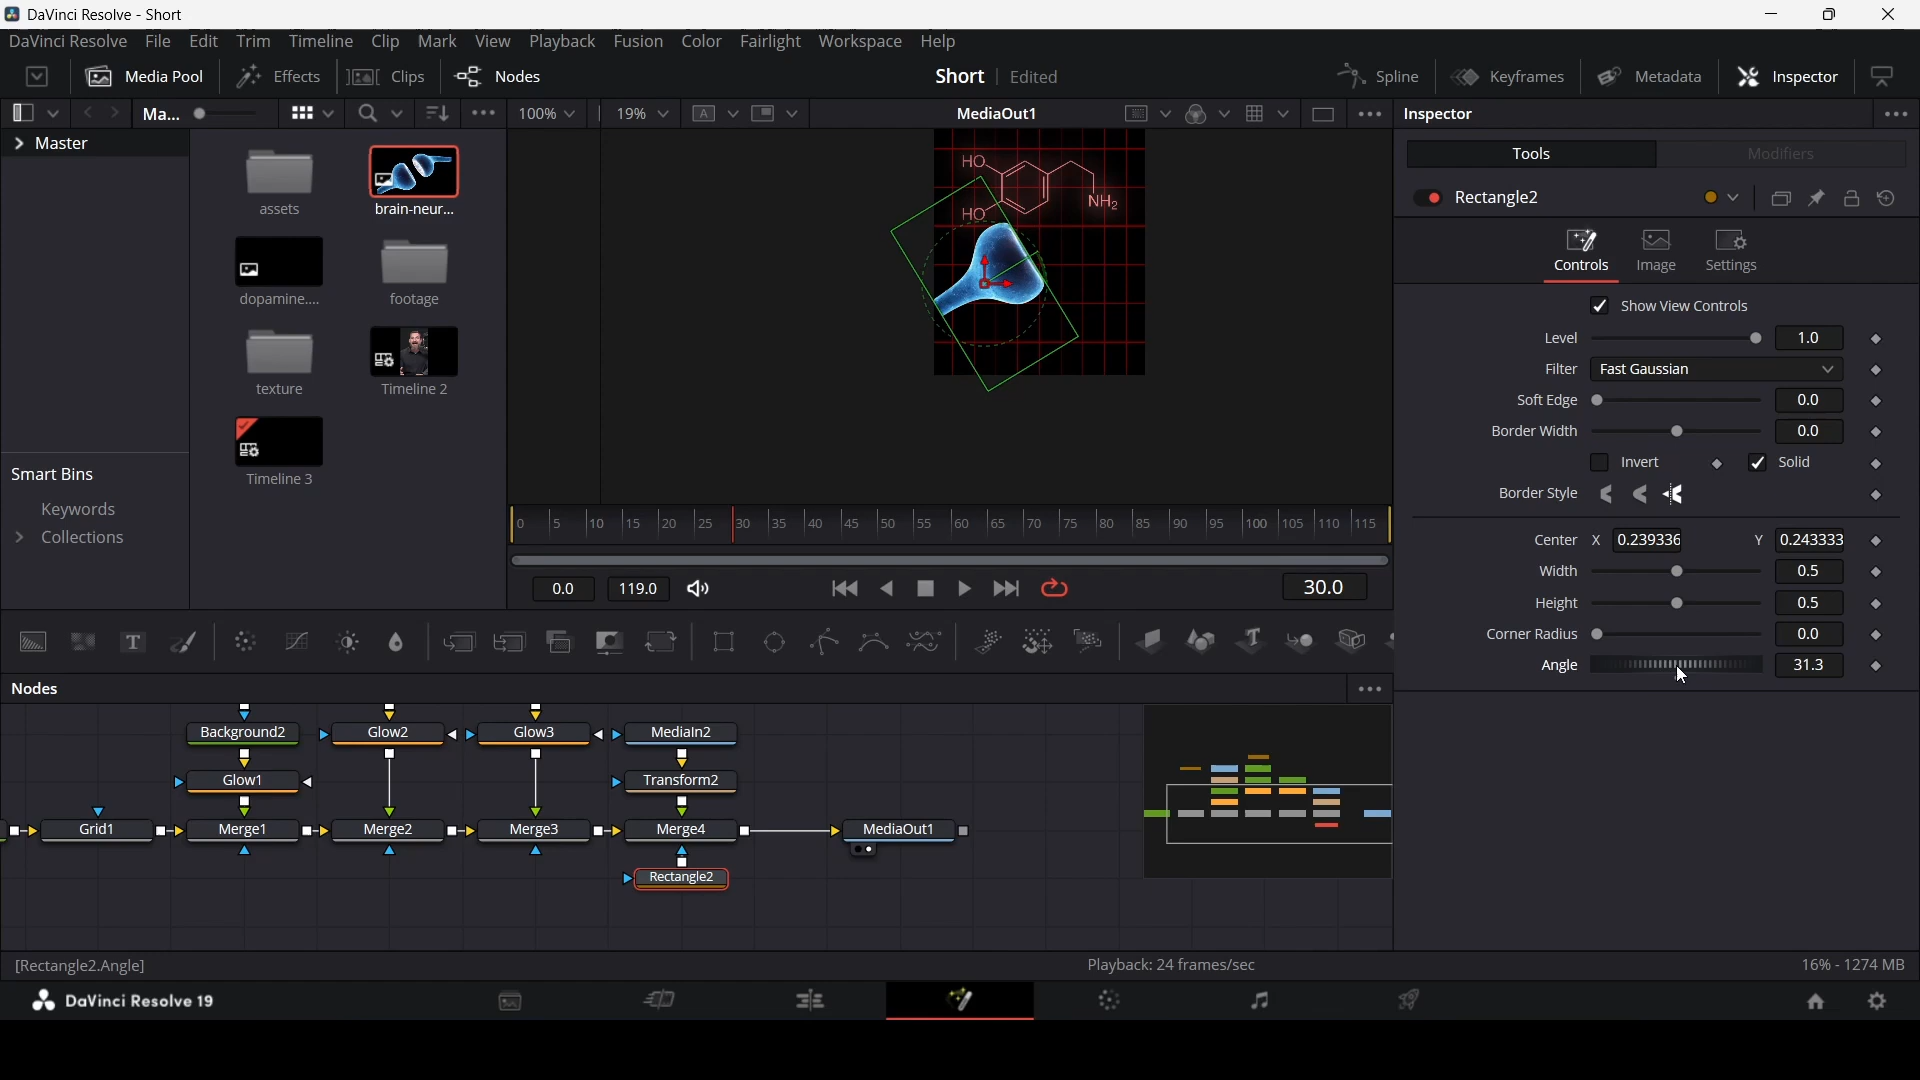 DaVinci Resolve - Short
DaVinci Resolve File Edit Trim Timeline Clip Mark View Playback Fusion Color Fairlight Workspace Help
Media Pool Effects Clips Nodes Short Edited Spline Keyframes Metadata Inspector
Ma... 100% 19% A MediaOut1 Inspector
Master
Tools Modifiers
Rectangle2
assets brain-neur...
dopamine.... footage
texture Timeline 2
Timeline 3
Smart Bins
Keywords
Collections
HO
HO
NH2
Controls Image Settings
Show View Controls
Level 1.0
Filter Fast Gaussian
Soft Edge 0.0
Border Width 0.0
Invert Solid
Border Style
Center X 0.239336 Y 0.243333
Width 0.5
Height 0.5
Corner Radius 0.0
Angle 31.3
0 5 10 15 20 25 30 35 40 45 50 55 60 65 70 75 80 85 90 95 100 105 110 115
0.0 119.0 30.0
T T
Nodes
Background2 Glow2 Glow3 MediaIn2
Glow1 Transform2
Grid1 Merge1 Merge2 Merge3 Merge4 MediaOut1
Rectangle2
[Rectangle2.Angle] Playback: 24 frames/sec 16% - 1274 MB
DaVinci Resolve 19